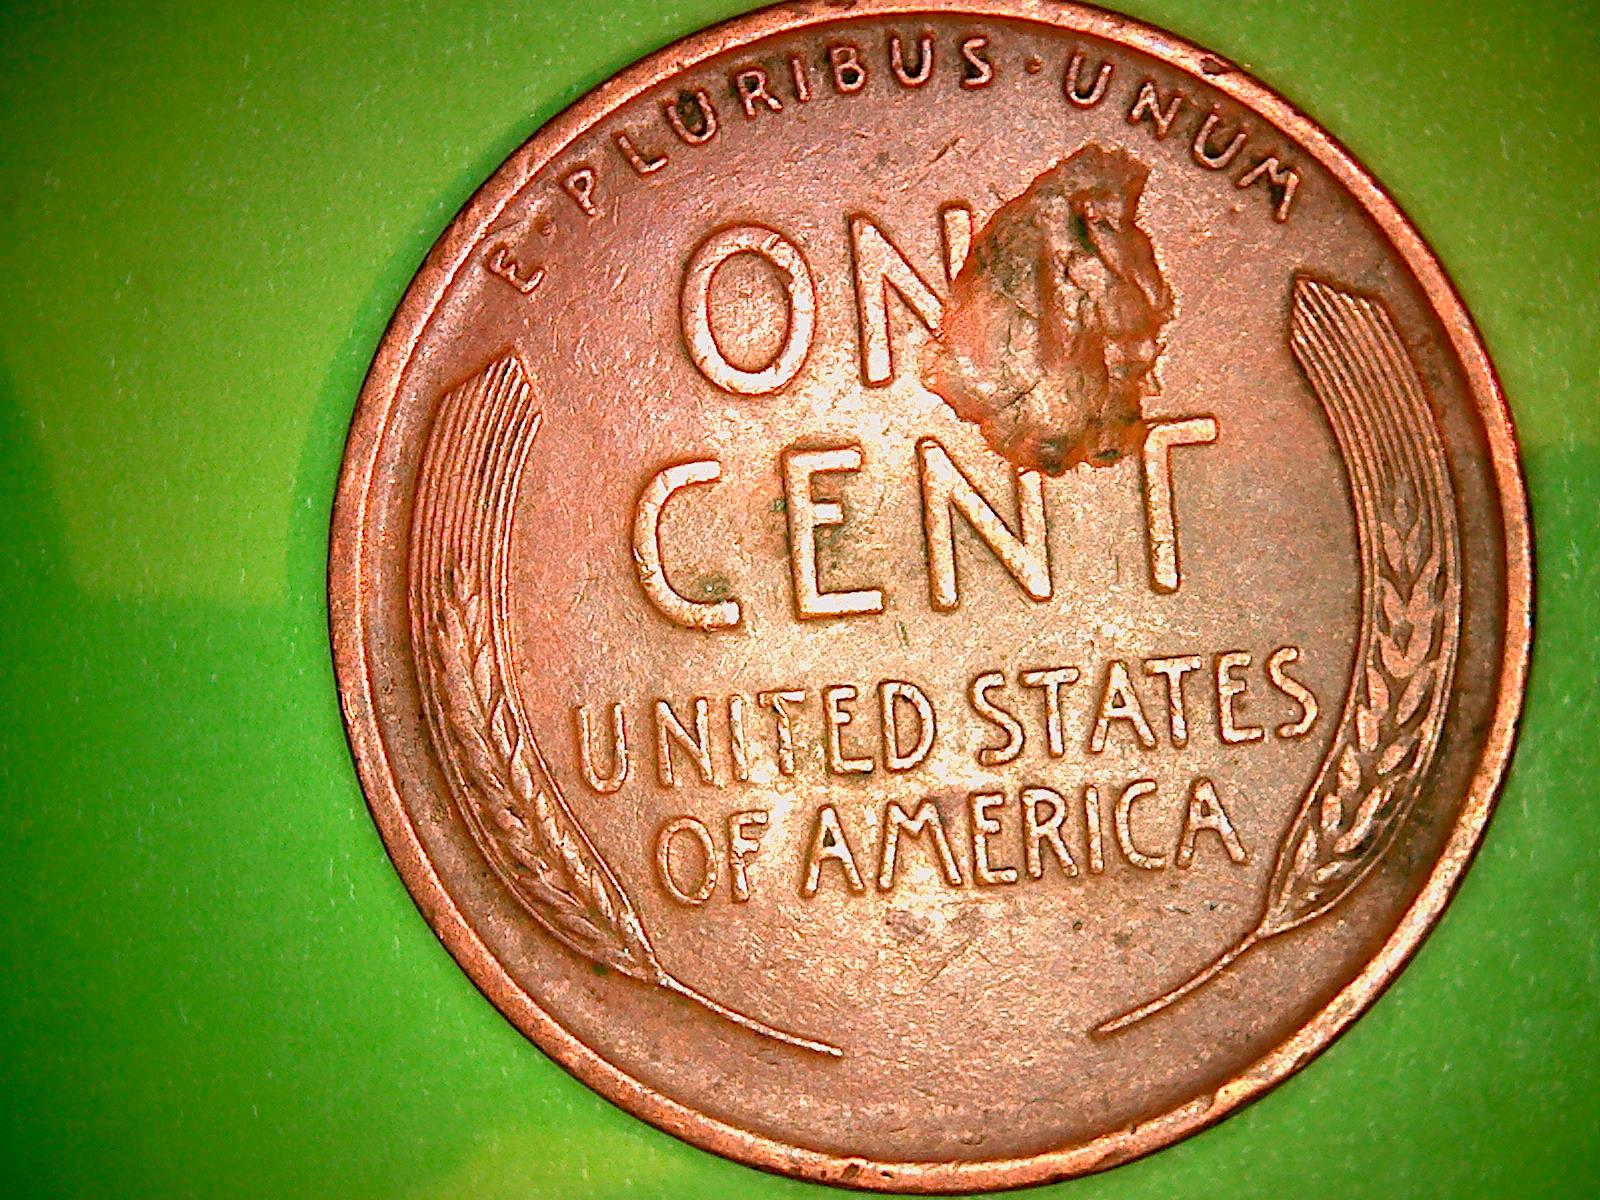 E·PLURIBUS·UNUM
ON
CENT
UNITED STATES
OF AMERICA